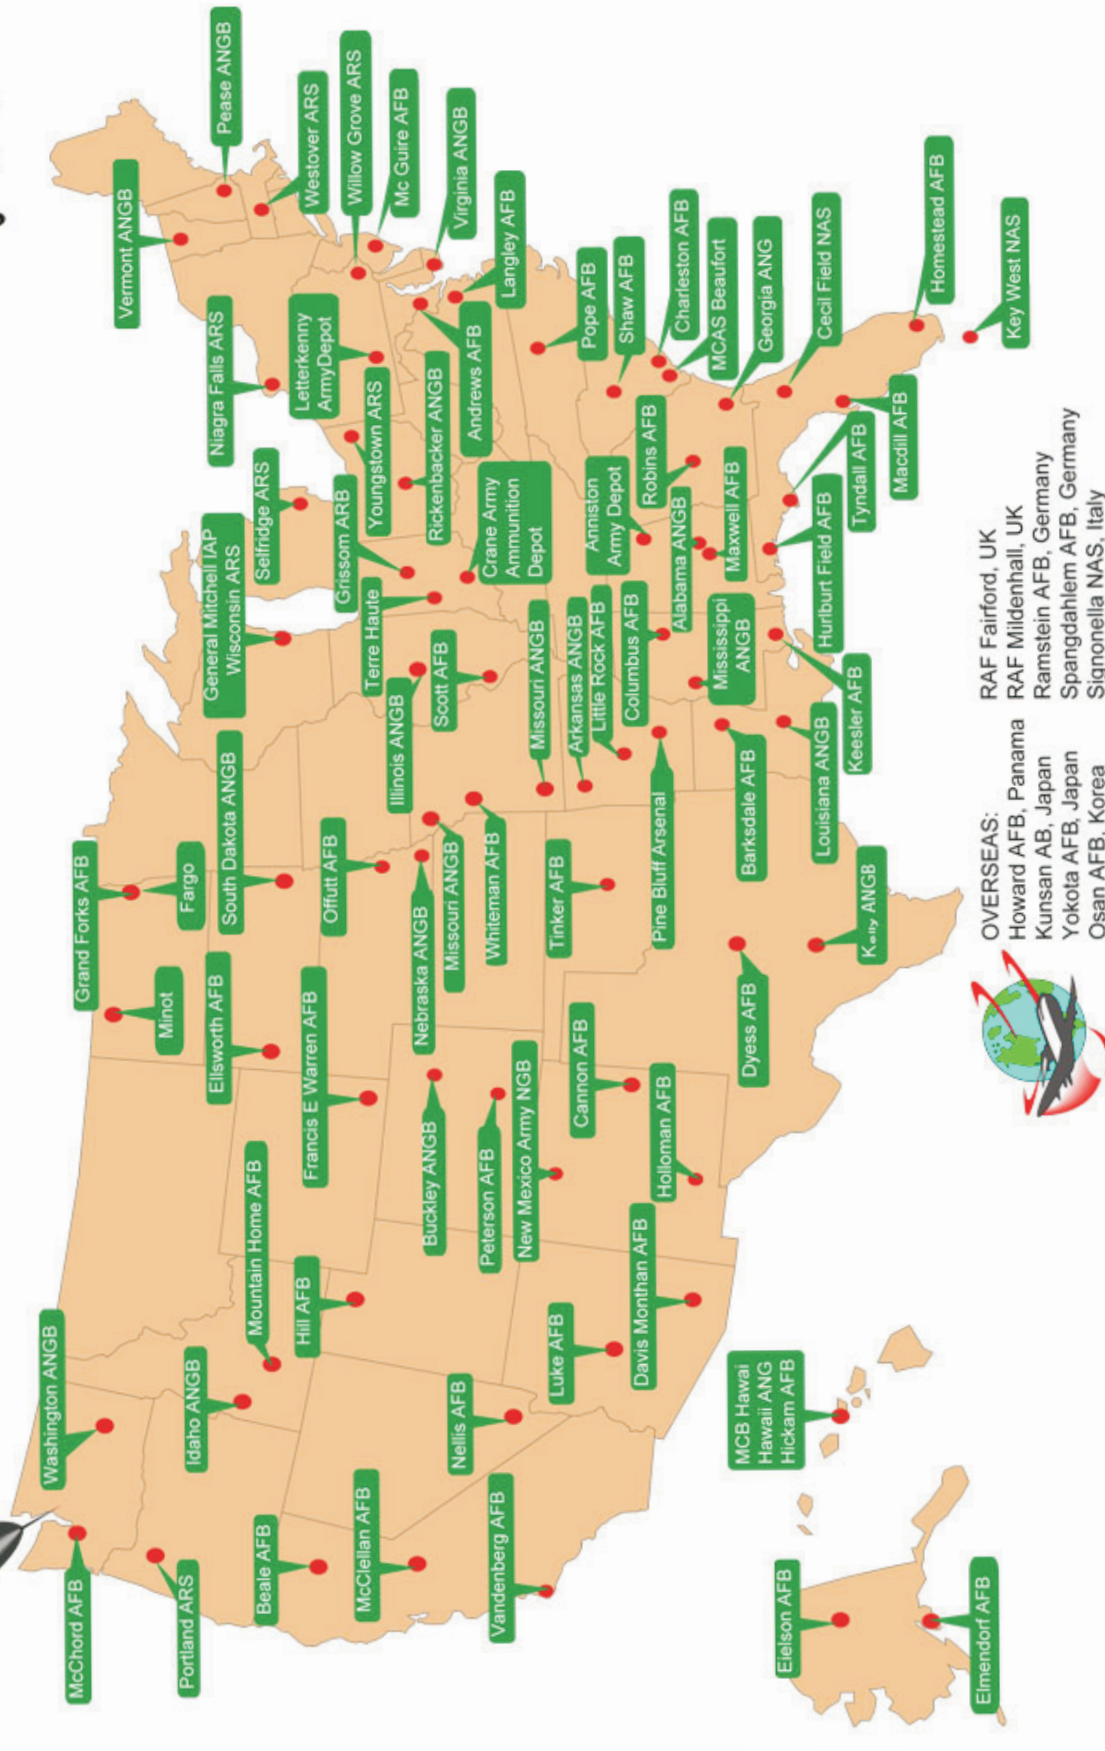 McChord AFB
Washington ANGB
Portland ARS
Idaho ANGB
Mountain Home AFB
Beale AFB
Hill AFB
McClellan AFB
Nellis AFB
Vandenberg AFB
Luke AFB
Davis Monthan AFB
Grand Forks AFB
Minot
Fargo
Ellsworth AFB
South Dakota ANGB
Francis E Warren AFB
Offutt AFB
Buckley ANGB
Nebraska ANGB
Missouri ANGB
Peterson AFB
Whiteman AFB
New Mexico Army NGB
Cannon AFB
Tinker AFB
Holloman AFB
Pine Bluff Arsenal
Dyess AFB
Barksdale AFB
Kelly ANGB
Louisiana ANGB
General Mitchell IAP
Wisconsin ARS
Selfridge ARS
Grissom ARB
Terre Haute
Illinois ANGB
Scott AFB
Missouri ANGB
Arkansas ANGB
Little Rock AFB
Columbus AFB
Mississippi
ANGB
Keesler AFB
Hurlburt Field AFB
Alabama ANGB
Maxwell AFB
Anniston
Army Depot
Crane Army
Ammunition
Depot
Rickenbacker ANGB
Youngstown ARS
Niagra Falls ARS
Letterkenny
ArmyDepot
Vermont ANGB
Pease ANGB
Westover ARS
Willow Grove ARS
Mc Guire AFB
Virginia ANGB
Langley AFB
Andrews AFB
Pope AFB
Shaw AFB
Charleston AFB
MCAS Beaufort
Georgia ANG
Robins AFB
Cecil Field NAS
Tyndall AFB
Macdill AFB
Homestead AFB
Key West NAS
MCB Hawai
Hawaii ANG
Hickam AFB
Eielson AFB
Elmendorf AFB
OVERSEAS:
Howard AFB, Panama
Kunsan AB, Japan
Yokota AFB, Japan
Osan AFB, Korea
RAF Fairford, UK
RAF Mildenhall, UK
Ramstein AFB, Germany
Spangdahlem AFB, Germany
Signonella NAS, Italy